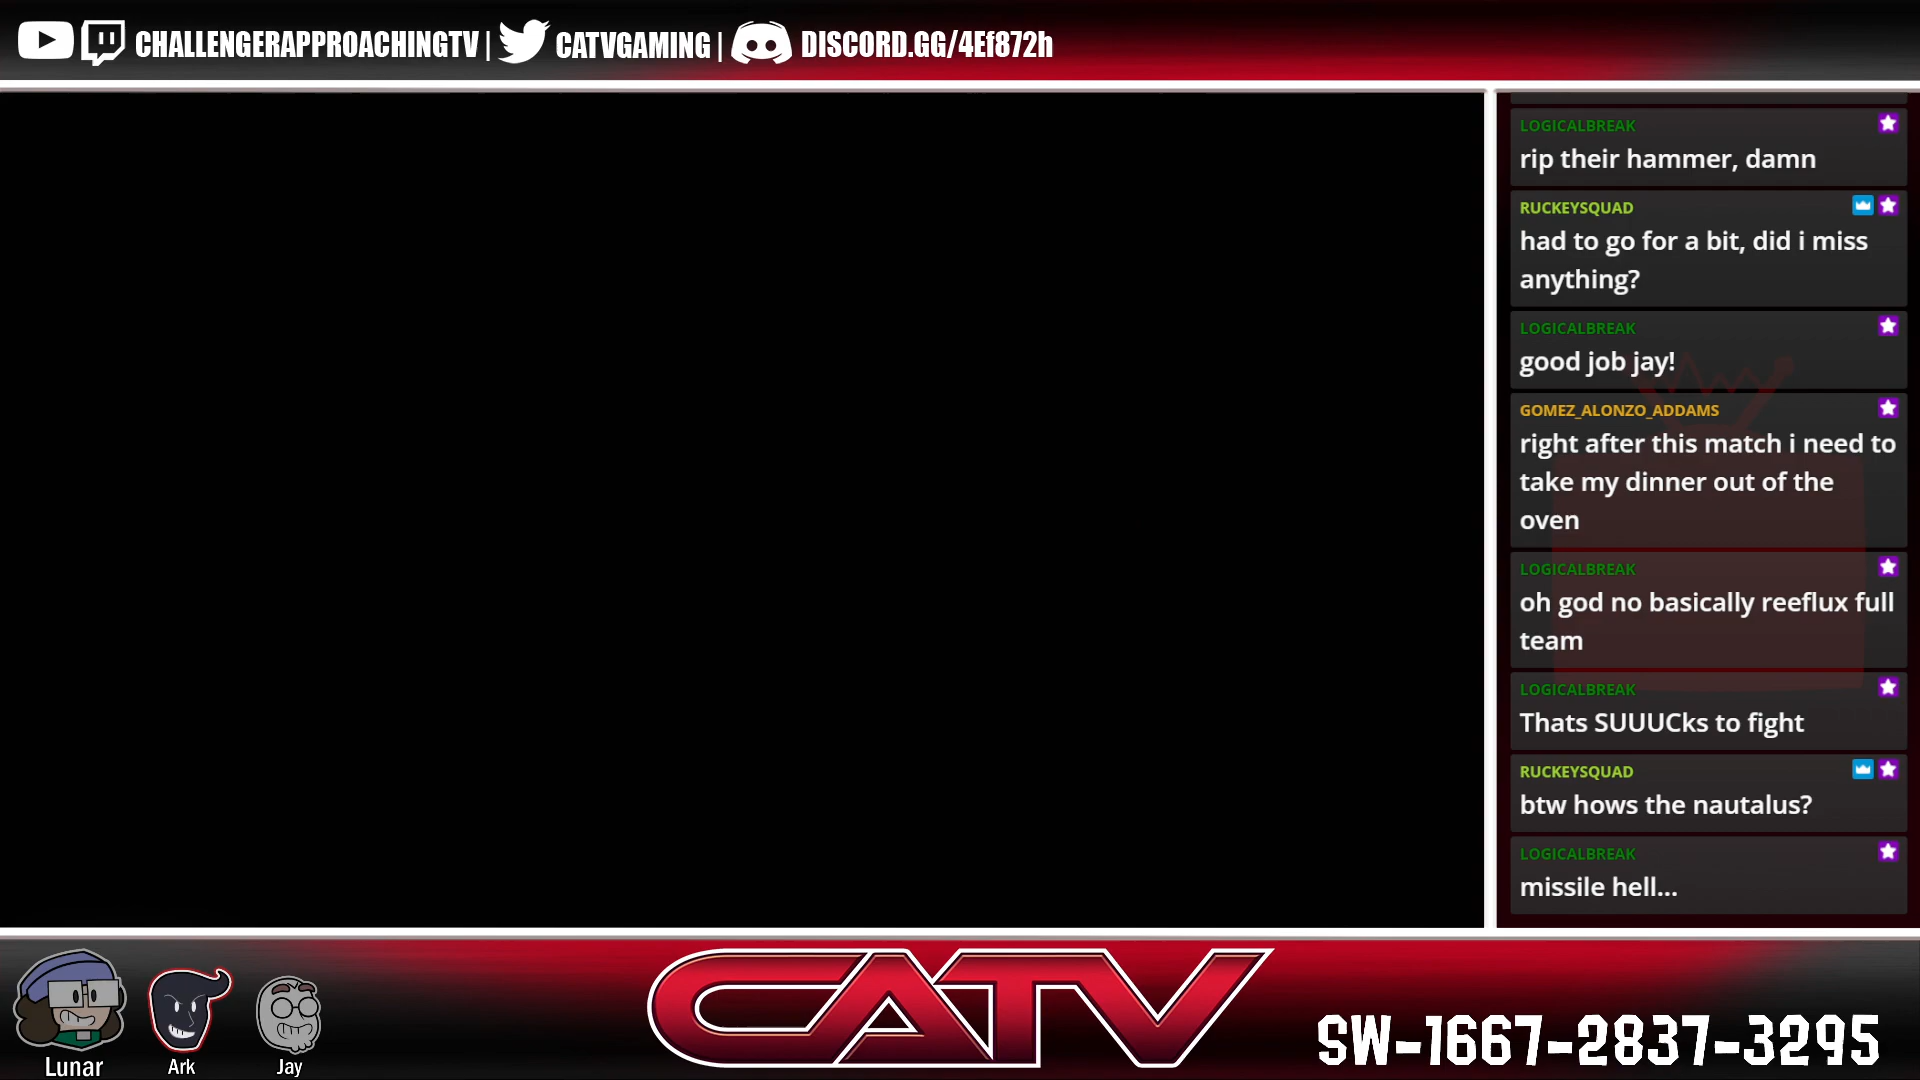 CHALLENGERAPPROACHINGTV | CATVGAMING | DISCORD.GG/4Ef872h
LOGICALBREAK
rip their hammer, damn
RUCKEYSQUAD
had to go for a bit, did i miss
anything?
LOGICALBREAK
good job jay!
GOMEZ_ALONZO_ADDAMS
right after this match i need to
take my dinner out of the
oven
LOGICALBREAK
oh god no basically reeflux full
team
LOGICALBREAK
Thats SUUUCks to fight
RUCKEYSQUAD
btw hows the nautalus?
LOGICALBREAK
missile hell...
Lunar
Ark
Jay
CATV
SW-1667-2837-3295